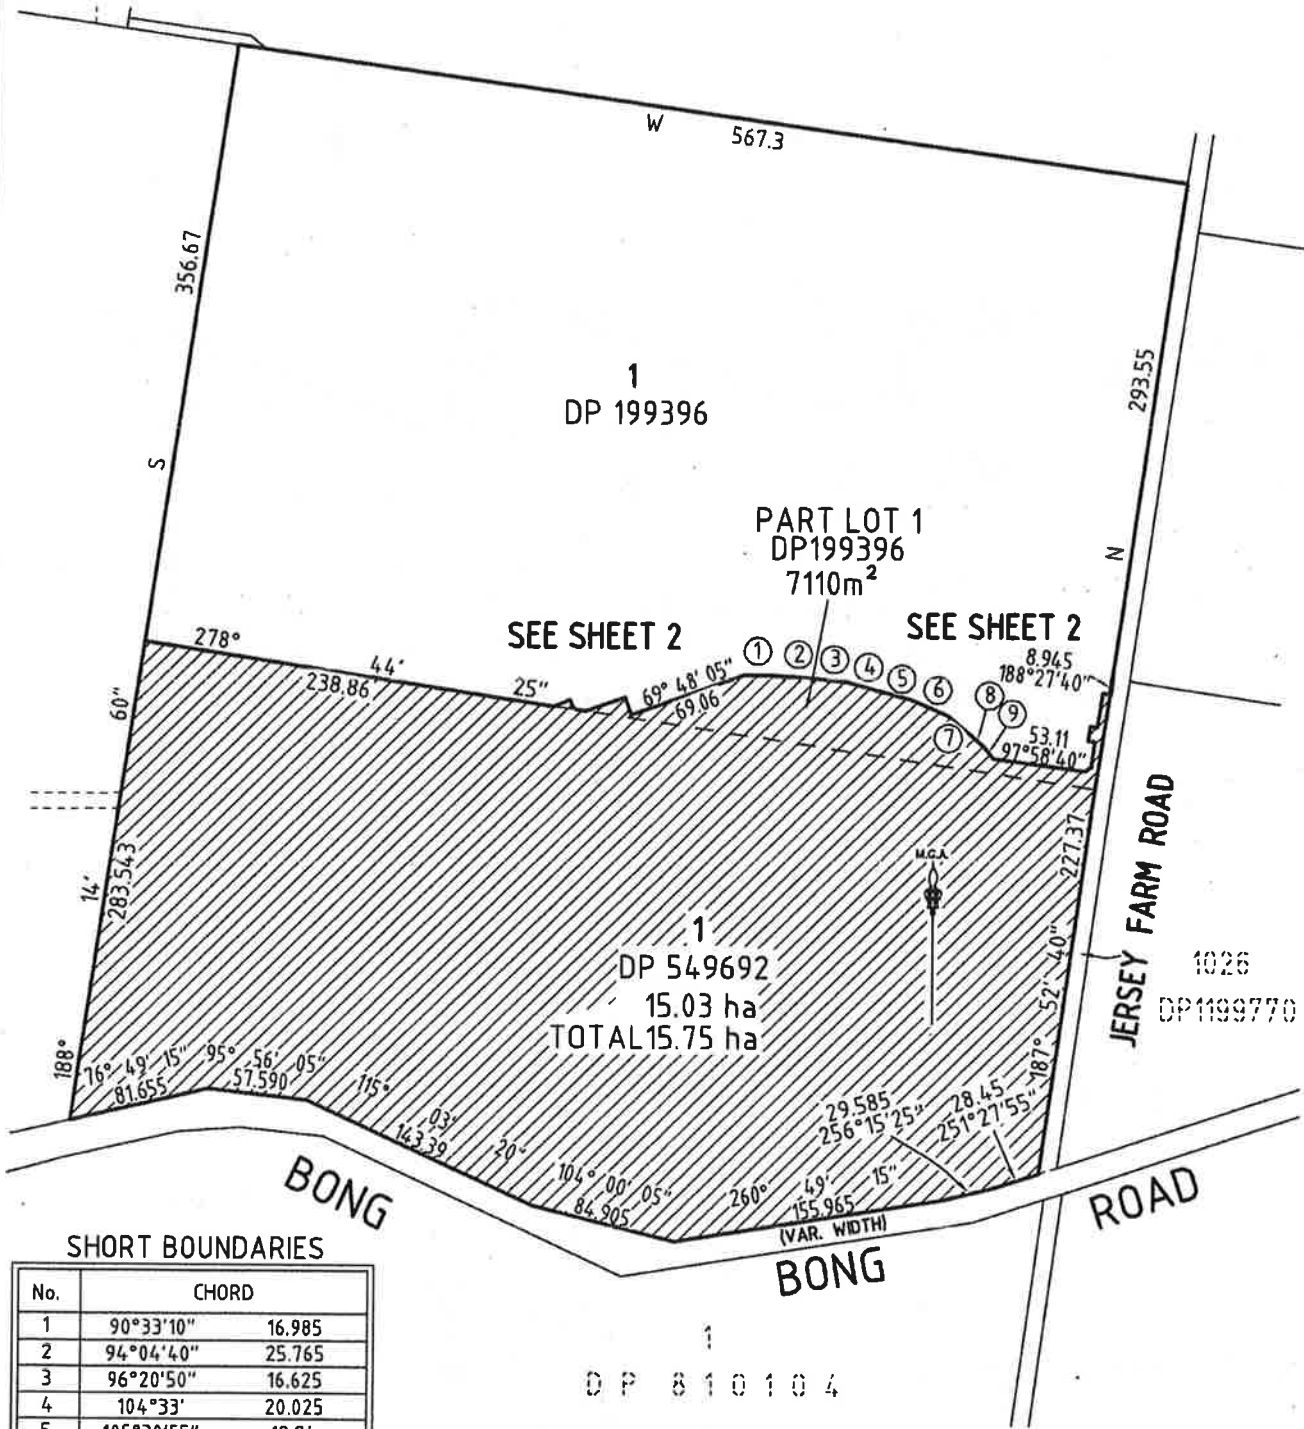 W
567.3
356.67
293.55
1
DP 199396
S
N
PART LOT 1
DP199396
7110m²
SEE SHEET 2
SEE SHEET 2
8.945
188°27'40"
278° 44' 25"
238.86
69° 48' 05"
69.06
1
2
3
4
5
6
7
8
9
53.11
97°58'40"
188° 14' 60"
283.543
227.37
187° 52' 40"
M.G.A.
JERSEY FARM ROAD
1026
DP1199770
1
DP 549692
15.03 ha
TOTAL 15.75 ha
76° 49' 15"
81.655
95° 56' 05"
57.590
115° 03' 20"
143.39
104° 00' 05"
84.905
260° 49' 15"
155.965
(VAR. WIDTH)
29.585
256°15'25"
28.45
251°27'55"
BONG
BONG
ROAD
SHORT BOUNDARIES
No. CHORD
1 90°33'10" 16.985
2 94°04'40" 25.765
3 96°20'50" 16.625
4 104°33' 20.025
1
DP 810104